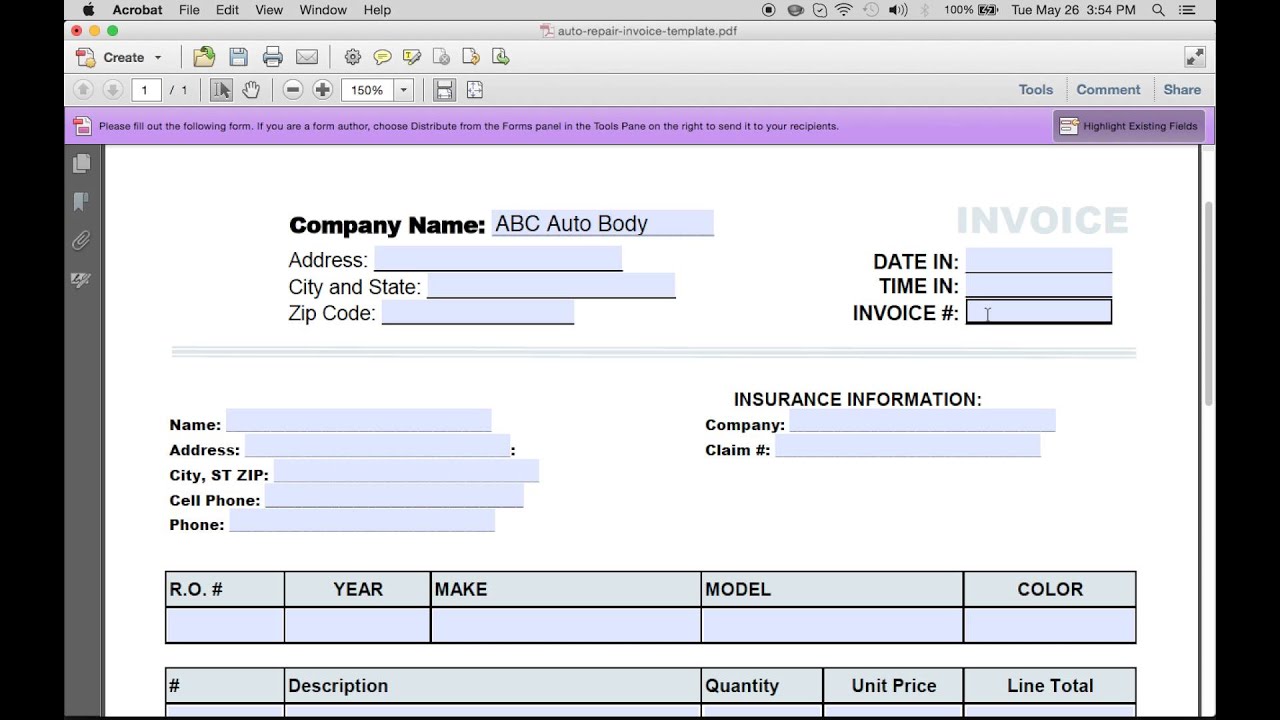 Acrobat File Edit View Window Help 100% Tue May 26 3:54 PM
auto-repair-invoice-template.pdf
Create
1 / 1 150% Tools Comment Share
Please fill out the following form. If you are a form author, choose Distribute from the Forms panel in the Tools Pane on the right to send it to your recipients. Highlight Existing Fields
Company Name: ABC Auto Body INVOICE
Address: DATE IN:
City and State: TIME IN:
Zip Code: INVOICE #:
INSURANCE INFORMATION:
Name: Company:
Address: : Claim #:
City, ST ZIP:
Cell Phone:
Phone:
R.O. # YEAR MAKE MODEL COLOR
# Description Quantity Unit Price Line Total